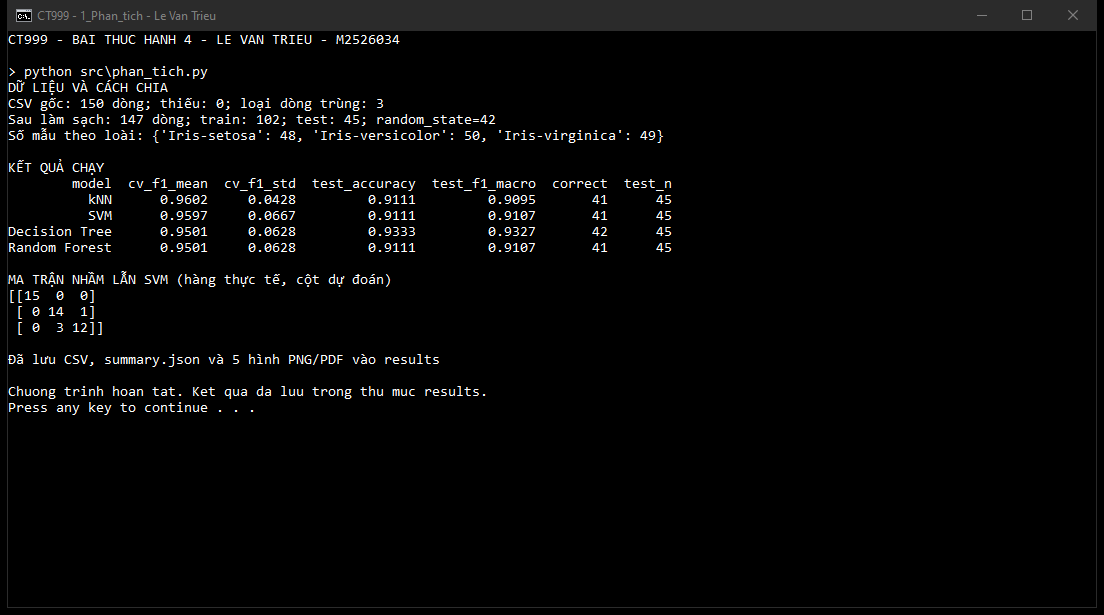 CT999 - 1_Phan_tich - Le Van Trieu
CT999 - BAI THUC HANH 4 - LE VAN TRIEU - M2526034
> python src\phan_tich.py
DỮ LIỆU VÀ CÁCH CHIA
CSV gốc: 150 dòng; thiếu: 0; loại dòng trùng: 3
Sau làm sạch: 147 dòng; train: 102; test: 45; random_state=42
Số mẫu theo loài: {'Iris-setosa': 48, 'Iris-versicolor': 50, 'Iris-virginica': 49}
KẾT QUẢ CHẠY
model cv_f1_mean cv_f1_std test_accuracy test_f1_macro correct test_n
kNN 0.9602 0.0428 0.9111 0.9095 41 45
SVM 0.9597 0.0667 0.9111 0.9107 41 45
Decision Tree 0.9501 0.0628 0.9333 0.9327 42 45
Random Forest 0.9501 0.0628 0.9111 0.9107 41 45
MA TRẬN NHẦM LẪN SVM (hàng thực tế, cột dự đoán)
[[15 0 0]
[ 0 14 1]
[ 0 3 12]]
Đã lưu CSV, summary.json và 5 hình PNG/PDF vào results
Chuong trinh hoan tat. Ket qua da luu trong thu muc results.
Press any key to continue . . .